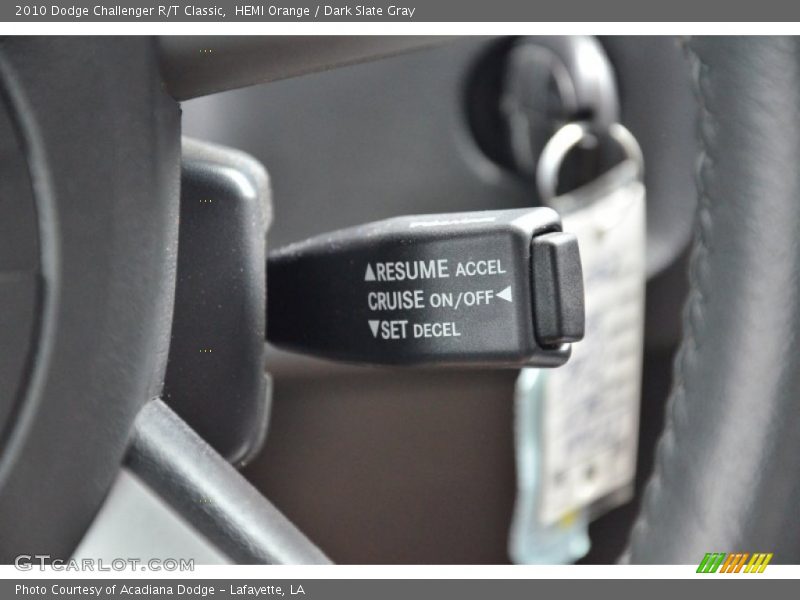 2010 Dodge Challenger R/T Classic,  HEMI Orange / Dark Slate Gray
▲RESUME ACCEL
CRUISE ON/OFF◀
▼SET DECEL
GTCARLOT.COM
Photo Courtesy of Acadiana Dodge - Lafayette, LA